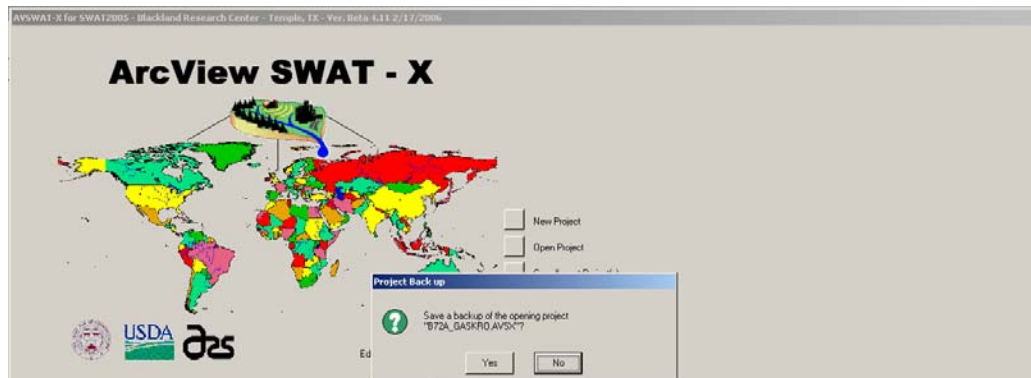 AVSWAT-X for SWAT2005 - Blackland Research Center - Temple, TX - Ver. Beta 4.11 2/17/2006
ArcView SWAT - X
New Project
Open Project
Project Back up
Save a backup of the opening project
"B72A_GASKRO.AVSX"?
USDA
ars
Ed
Yes
No